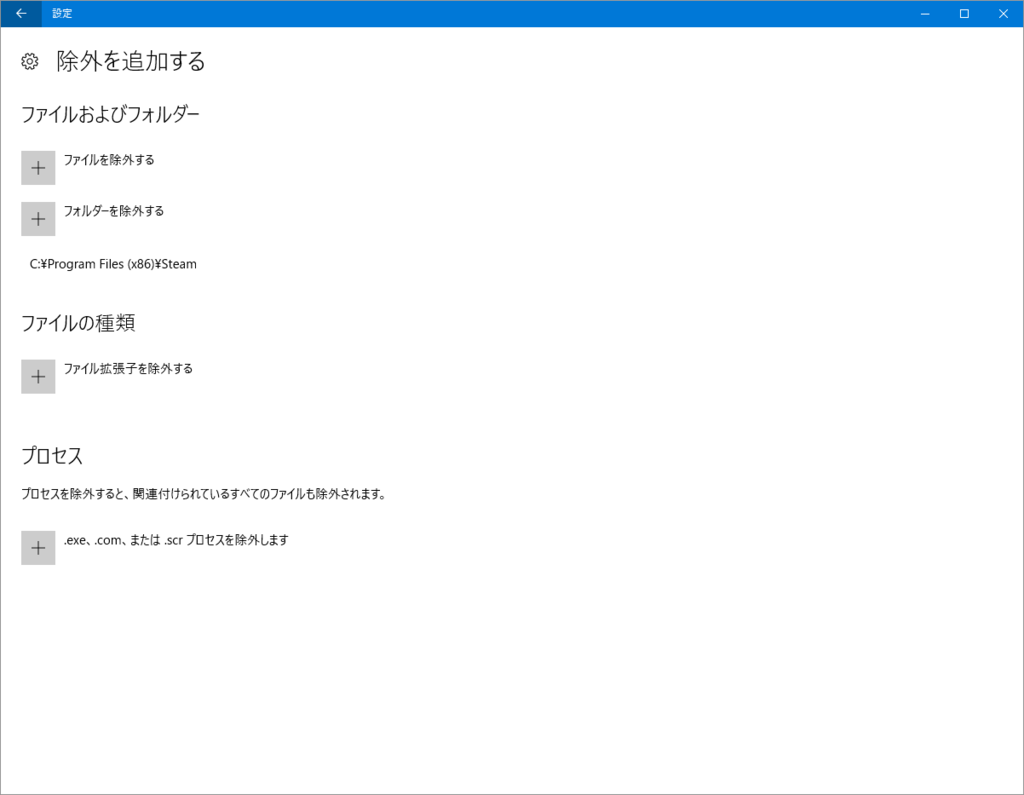 設定
除外を追加する
ファイルおよびフォルダー
ファイルを除外する
フォルダーを除外する
C:¥Program Files (x86)¥Steam
ファイルの種類
ファイル拡張子を除外する
プロセス
プロセスを除外すると、関連付けられているすべてのファイルも除外されます。
.exe、.com、または .scr プロセスを除外します